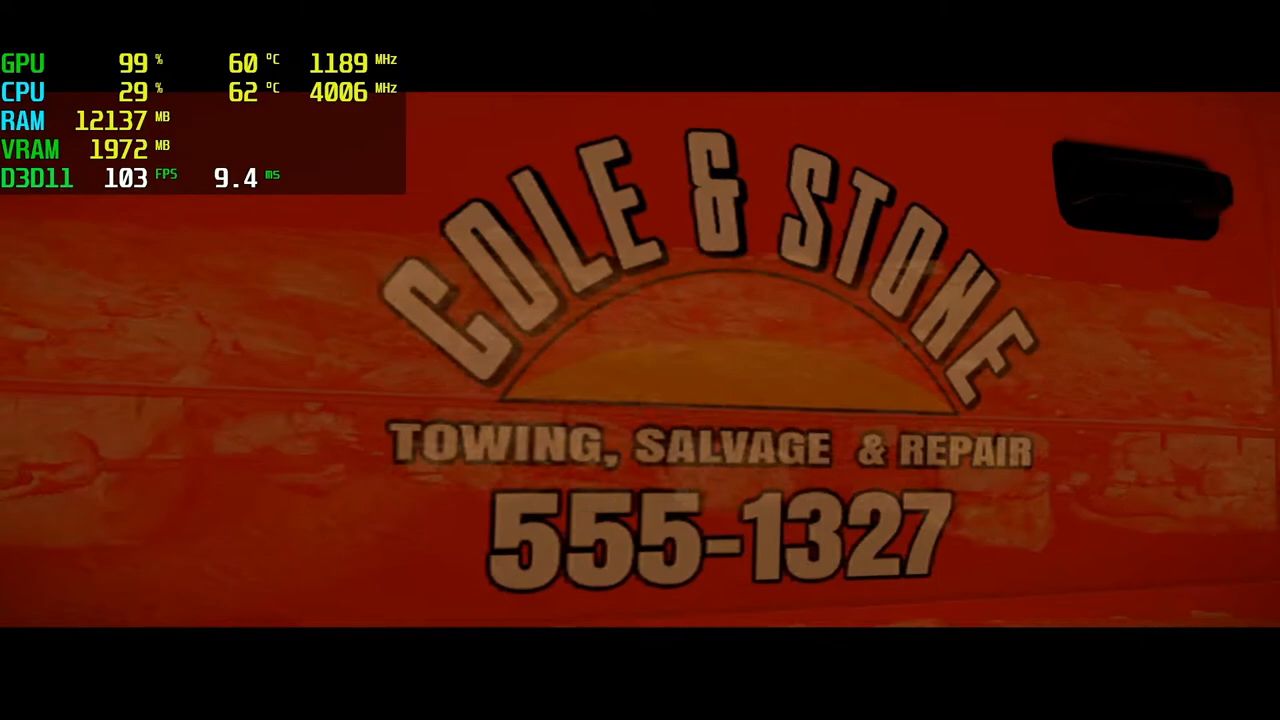 GPU 99 % 60 °C 1189 MHz
CPU 29 % 62 °C 4006 MHz
RAM 12137 MB
VRAM 1972 MB
D3D11 103 FPS 9.4 ms
COLE & STONE
TOWING, SALVAGE & REPAIR
555-1327